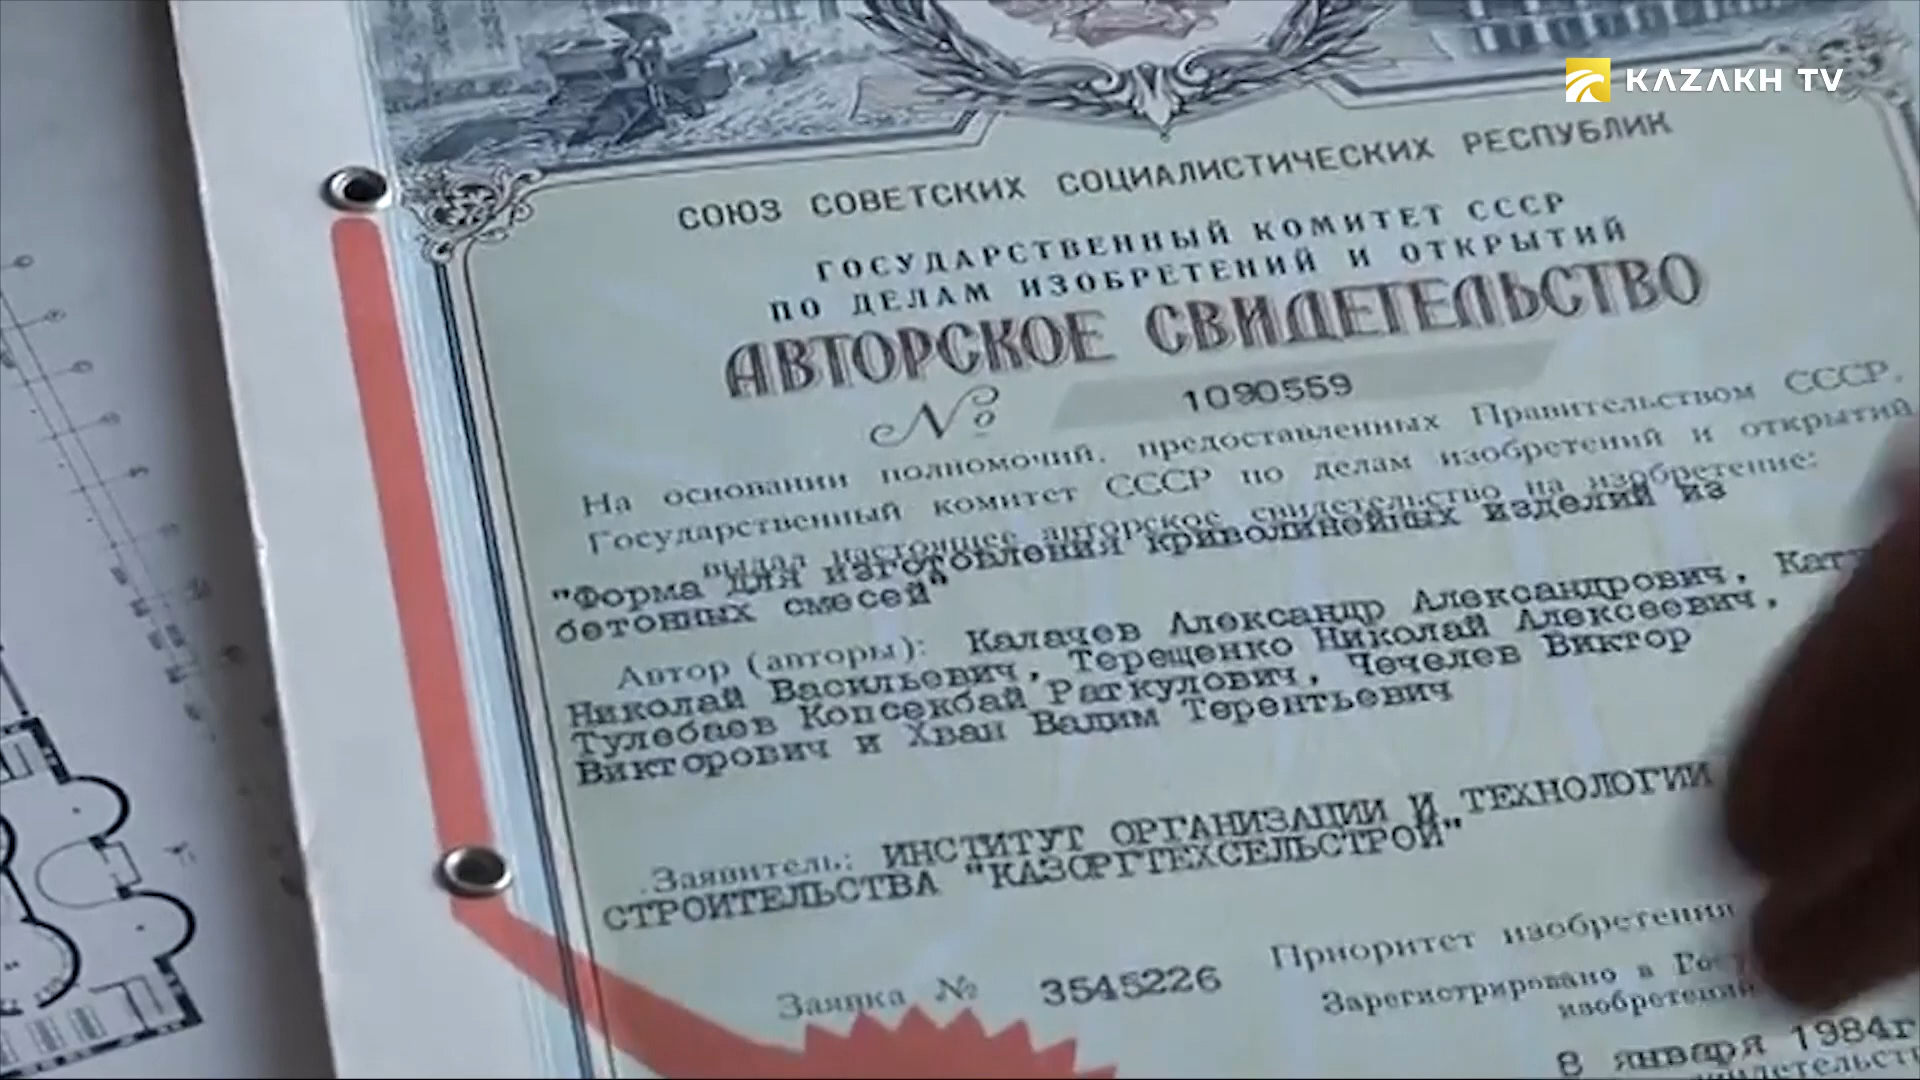 KAZAKH TV
СОЮЗ СОВЕТСКИХ СОЦИАЛИСТИЧЕСКИХ РЕСПУБЛИК
ГОСУДАРСТВЕННЫЙ КОМИТЕТ СССР
ПО ДЕЛАМ ИЗОБРЕТЕНИЙ И ОТКРЫТИЙ
АВТОРСКОЕ СВИДЕТЕЛЬСТВО
№ 1090559
На основании полномочий, предоставленных Правительством СССР,
Государственный комитет СССР по делам изобретений и открытий
выдал настоящее авторское свидетельство на изобретение:
"Форма для изготовления криволинейных изделий из
бетонных смесей"
Автор (авторы): Калачев Александр Александрович,
Николай Васильевич, Терещенко Николай Алексеевич,
Тулебаев Копсекбай Раткулович, Чечелев Виктор
Викторович и Хван Вадим Терентьевич
Заявитель: ИНСТИТУТ ОРГАНИЗАЦИИ И ТЕХНОЛОГИИ
СТРОИТЕЛЬСТВА "КАЗОРГТЕХСЕЛЬСТРОЙ"
Заявка № 3545226 Приоритет изобретения
Зарегистрировано в
изобретений
8 января 1984г